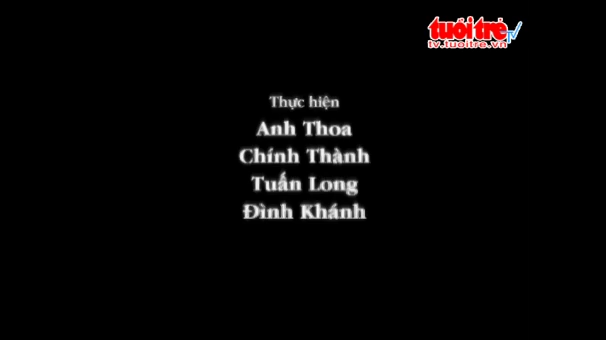 tuổi trẻ TV
tv.tuoitre.vn
Thực hiện
Anh Thoa
Chính Thành
Tuấn Long
Đình Khánh